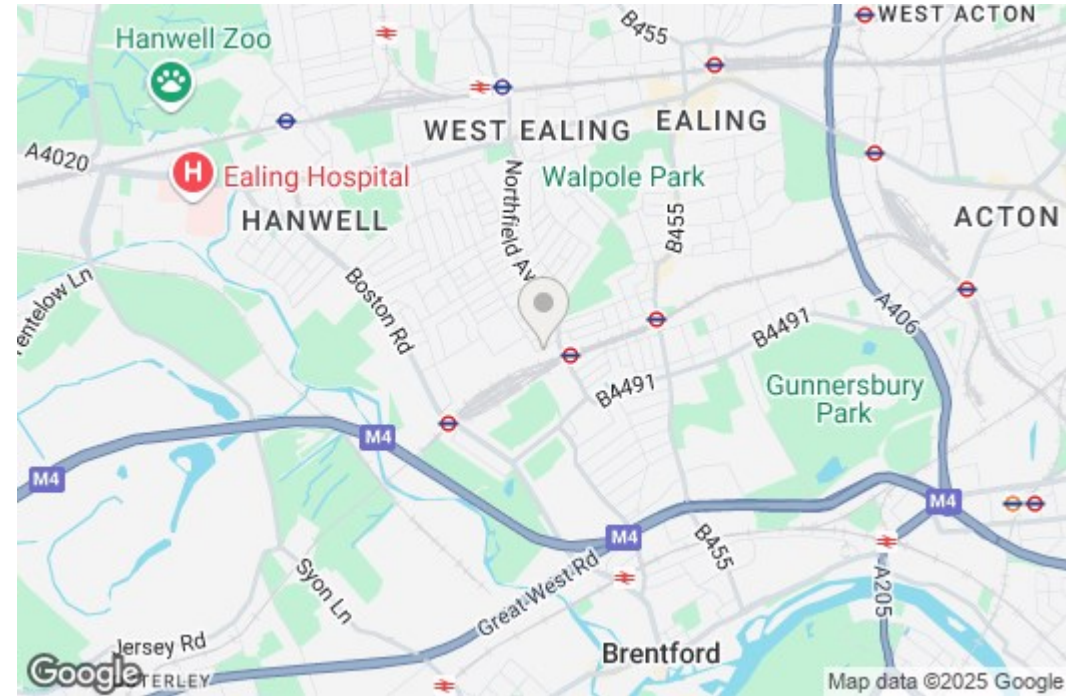 B455
WEST ACTON
Hanwell Zoo
WEST EALING
EALING
A4020
H
Ealing Hospital
Northfield Av
Walpole Park
HANWELL
B455
ACTON
Boston Rd
A406
B4491
B4491
Gunnersbury
Park
M4
M4
M4
M4
B455
Syon Ln
Great West Rd
A205
Jersey Rd
Brentford
Google
TERLEY
Map data ©2025 Google